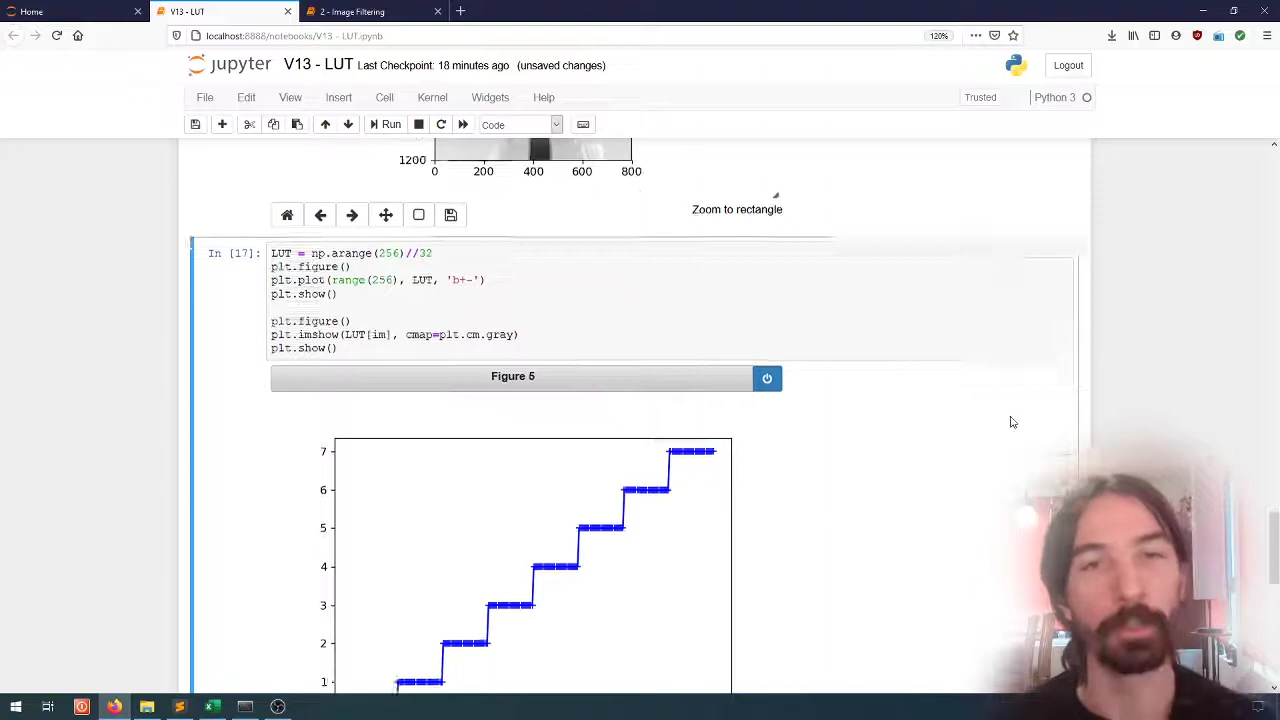 Home
V13 - LUT
2 - Image Filtering
localhost:8888/notebooks/V13 - LUT.ipynb
120%
jupyter V13 - LUT Last Checkpoint: 18 minutes ago (unsaved changes)
Logout
File Edit View Insert Cell Kernel Widgets Help
Trusted
Python 3
Run
Code
1200
0 200 400 600 800
Zoom to rectangle
In [17]:
LUT = np.arange(256)//32
plt.figure()
plt.plot(range(256), LUT, 'b+-')
plt.show()
plt.figure()
plt.imshow(LUT[im], cmap=plt.cm.gray)
plt.show()
Figure 5
7
6
5
4
3
2
1